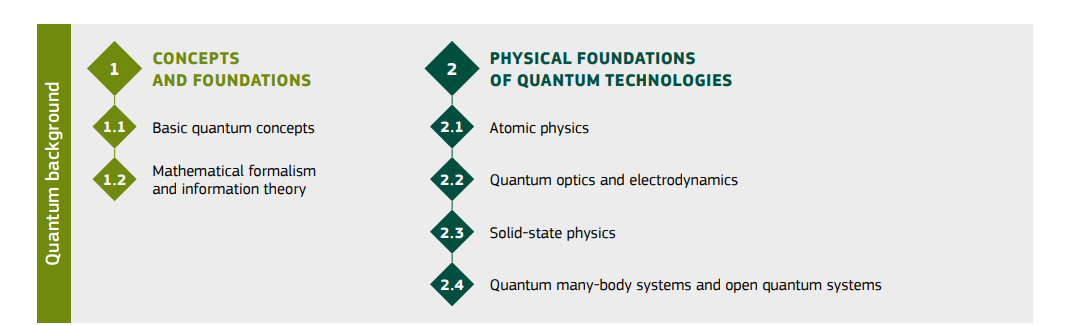 Quantum background
1
CONCEPTS
AND FOUNDATIONS
1.1
Basic quantum concepts
1.2
Mathematical formalism
and information theory
2
PHYSICAL FOUNDATIONS
OF QUANTUM TECHNOLOGIES
2.1
Atomic physics
2.2
Quantum optics and electrodynamics
2.3
Solid-state physics
2.4
Quantum many-body systems and open quantum systems